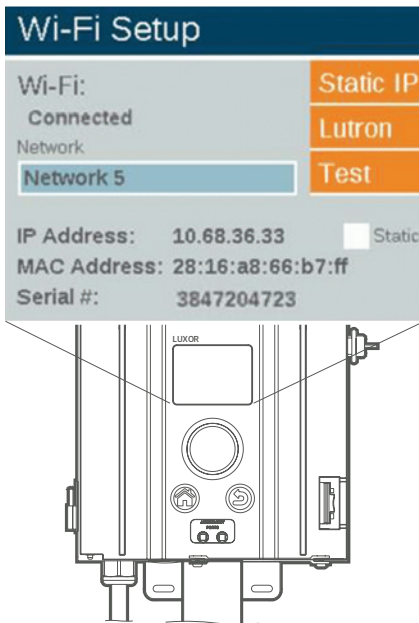 Wi-Fi Setup
Wi-Fi:
Connected
Network
Network 5
Static IP
Lutron
Test
IP Address: 10.68.36.33
Static
MAC Address: 28:16:a8:66:b7:ff
Serial #: 3847204723
LUXOR